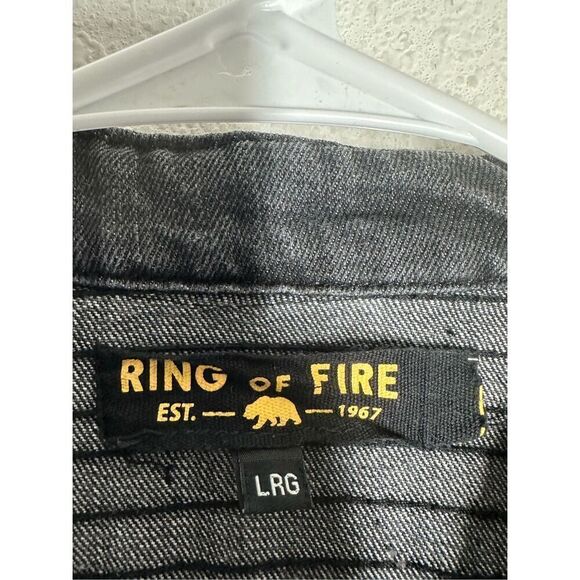 RING OF FIRE
EST. — — 1967
LRG